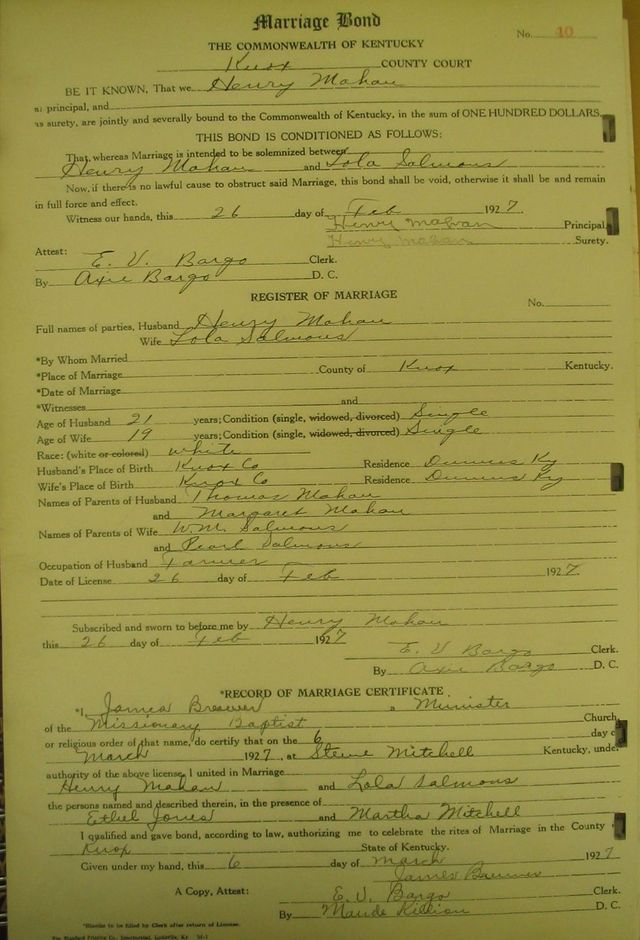 Marriage Bond
No. 10
THE COMMONWEALTH OF KENTUCKY
Knox COUNTY COURT
BE IT KNOWN, That we Henry Mahan
as principal, and
as surety, are jointly and severally bound to the Commonwealth of Kentucky, in the sum of ONE HUNDRED DOLLARS.
THIS BOND IS CONDITIONED AS FOLLOWS:
That, whereas Marriage is intended to be solemnized between
Henry Mahan and Lola Salmons
Now, if there is no lawful cause to obstruct said Marriage, this bond shall be void, otherwise it shall be and remain
in full force and effect.
Witness our hands, this 26 day of Feb 1927
Henry Mahan Principal
Henry Mahan Surety.
Attest:
E. V. Bargo Clerk.
By Axie Bargo D. C.
REGISTER OF MARRIAGE
No.
Full names of parties, Husband Henry Mahan
Wife Lola Salmons
*By Whom Married
*Place of Marriage County of Knox Kentucky.
*Date of Marriage
*Witnesses and
Age of Husband 21 years; Condition (single, widowed, divorced) Single
Age of Wife 19 years; Condition (single, widowed, divorced) Single
Race: (white or colored) white
Husband's Place of Birth Knox Co Residence Ky
Wife's Place of Birth Knox Co Residence Ky
Names of Parents of Husband Thomas Mahan
and Margaret Mahan
Names of Parents of Wife W.M. Salmons
and Pearl Salmons
Occupation of Husband Farmer
Date of License 26 day of Feb 1927
Subscribed and sworn to before me by Henry Mahan
this 26 day of Feb 1927
E. V Bargo Clerk.
By Axie Bargo D. C.
*RECORD OF MARRIAGE CERTIFICATE.
*I, James Brewer a Minister
of the Missionary Baptist Church,
or religious order of that name, do certify that on the 6 day of
March 1927, at Steve Mitchell Kentucky, under
authority of the above license, I united in Marriage
Henry Mahan and Lola Salmons
the persons named and described therein, in the presence of
Ethel Jones and Martha Mitchell
I qualified and gave bond, according to law, authorizing me to celebrate the rites of Marriage in the County
Knox State of Kentucky.
Given under my hand, this 6 day of March 1927
James Brewer
A Copy, Attest: E. V. Bargo Clerk.
By Maude Killion D. C.
*Blanks to be filled by Clerk after return of License.